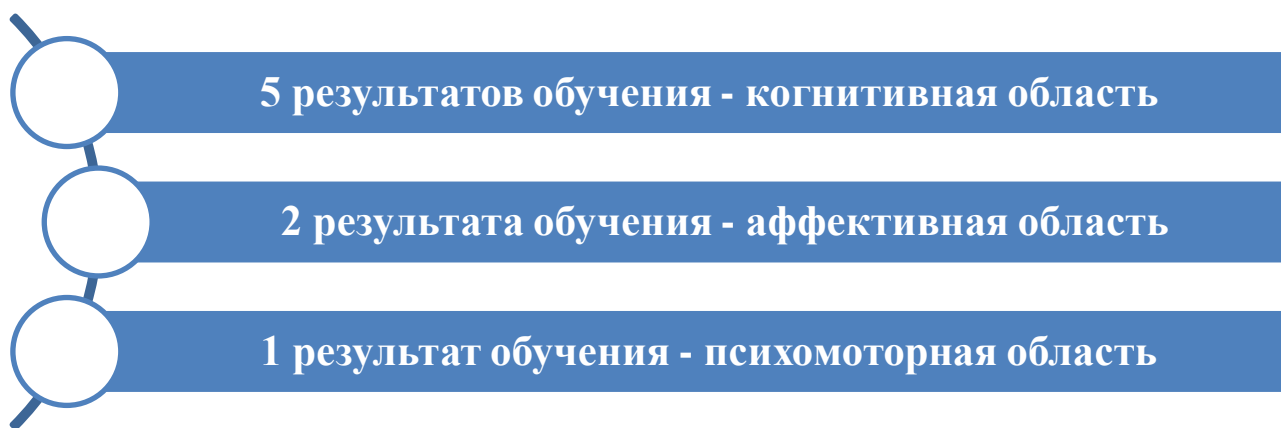 5 результатов обучения - когнитивная область
2 результата обучения - аффективная область
1 результат обучения - психомоторная область